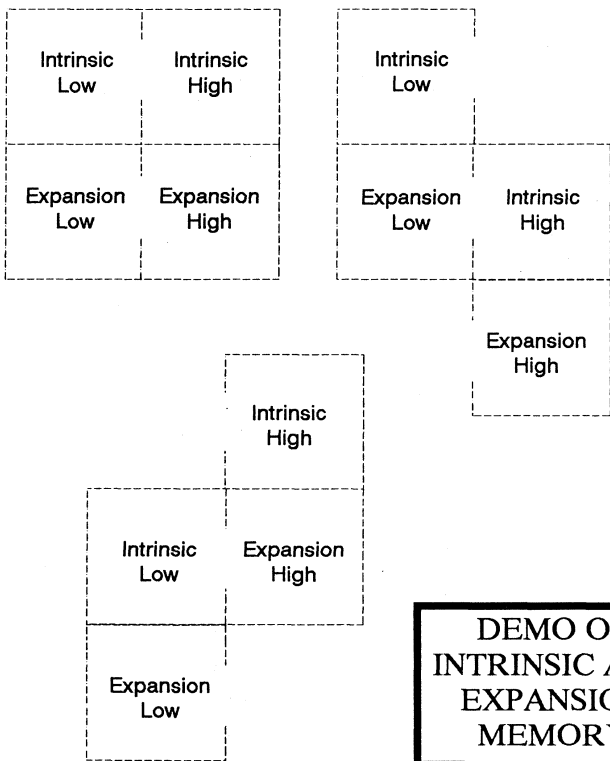 Intrinsic
Low
Intrinsic
High
Expansion
Low
Expansion
High
Intrinsic
Low
Expansion
Low
Intrinsic
High
Expansion
High
Intrinsic
High
Intrinsic
Low
Expansion
High
Expansion
Low
DEMO O
INTRINSIC A
EXPANSIO
MEMORY